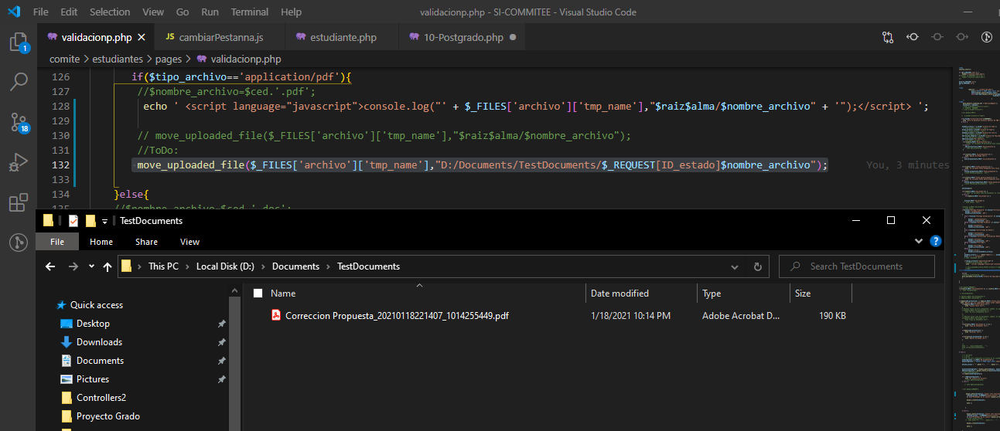 File Edit Selection View Go Run Terminal Help validacionp.php - SI-COMMITEE - Visual Studio Code
validacionp.php cambiarPestanna.js estudiante.php 10-Postgrado.php
comite > estudiantes > pages > validacionp.php
126 if($tipo_archivo=='application/pdf'){
127 //$nombre_archivo=$ced.'.pdf';
128 echo ' <script language="javascript">console.log("' + $_FILES['archivo']['tmp_name'],"$raiz$alma/$nombre_archivo" + '");</script> ';
129
130 // move_uploaded_file($_FILES['archivo']['tmp_name'],"$raiz$alma/$nombre_archivo");
131 //ToDo:
132 move_uploaded_file($_FILES['archivo']['tmp_name'],"D:/Documents/TestDocuments/$_REQUEST[ID_estado]$nombre_archivo"); You, 3 minutes
133
134 }else{
135 //$nombre_archivo=$ced.'.doc';
1
18
JS
TestDocuments
File Home Share View
This PC > Local Disk (D:) > Documents > TestDocuments
Search TestDocuments
Quick access
Desktop
Downloads
Documents
Pictures
Controllers2
Proyecto Grado
Name Date modified Type Size
Correccion Propuesta_20210118221407_1014255449.pdf 1/18/2021 10:14 PM Adobe Acrobat D... 190 KB